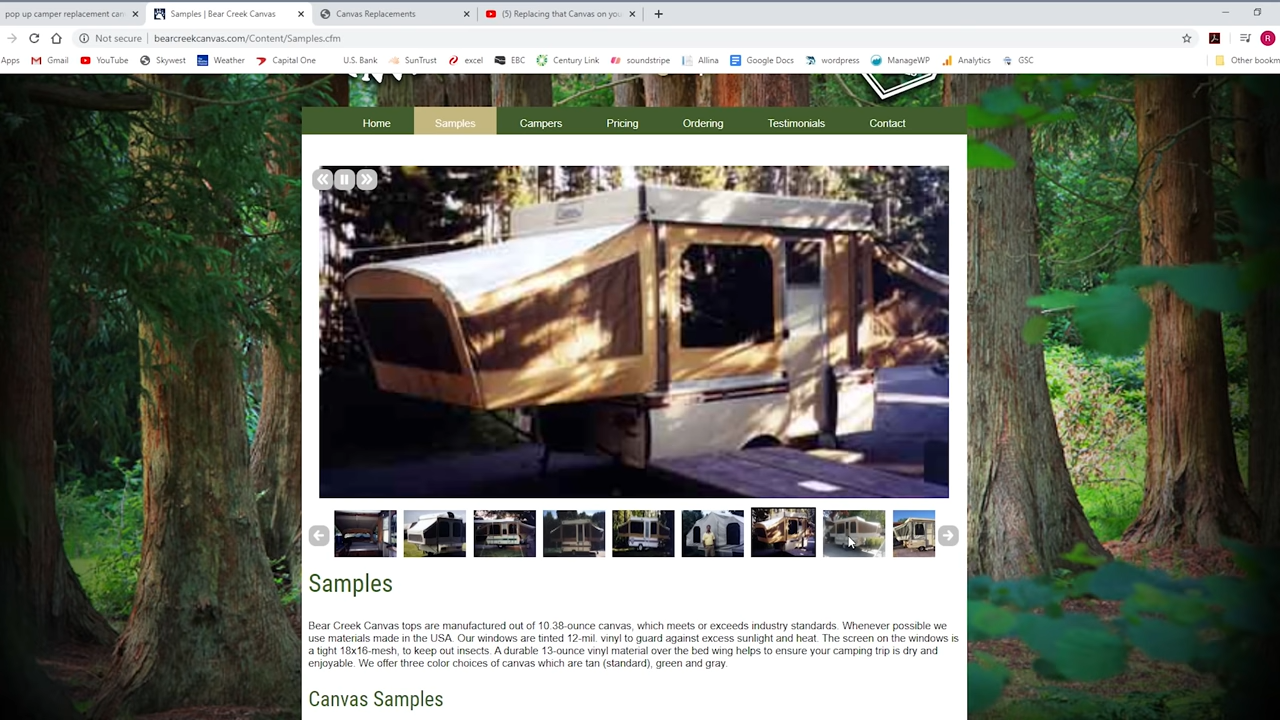 pop up camper replacement can
Samples | Bear Creek Canvas
Canvas Replacements
(5) Replacing that Canvas on you
Not secure | bearcreekcanvas.com/Content/Samples.cfm
R
Apps Gmail YouTube Skywest Weather Capital One U.S. Bank SunTrust excel EBC Century Link soundstripe Allina Google Docs wordpress ManageWP Analytics GSC Other bookm
Home Samples Campers Pricing Ordering Testimonials Contact
Samples
Bear Creek Canvas tops are manufactured out of 10.38-ounce canvas, which meets or exceeds industry standards. Whenever possible we
use materials made in the USA. Our windows are tinted 12-mil. vinyl to guard against excess sunlight and heat. The screen on the windows is
a tight 18x16-mesh, to keep out insects. A durable 13-ounce vinyl material over the bed wing helps to ensure your camping trip is dry and
enjoyable. We offer three color choices of canvas which are tan (standard), green and gray.
Canvas Samples